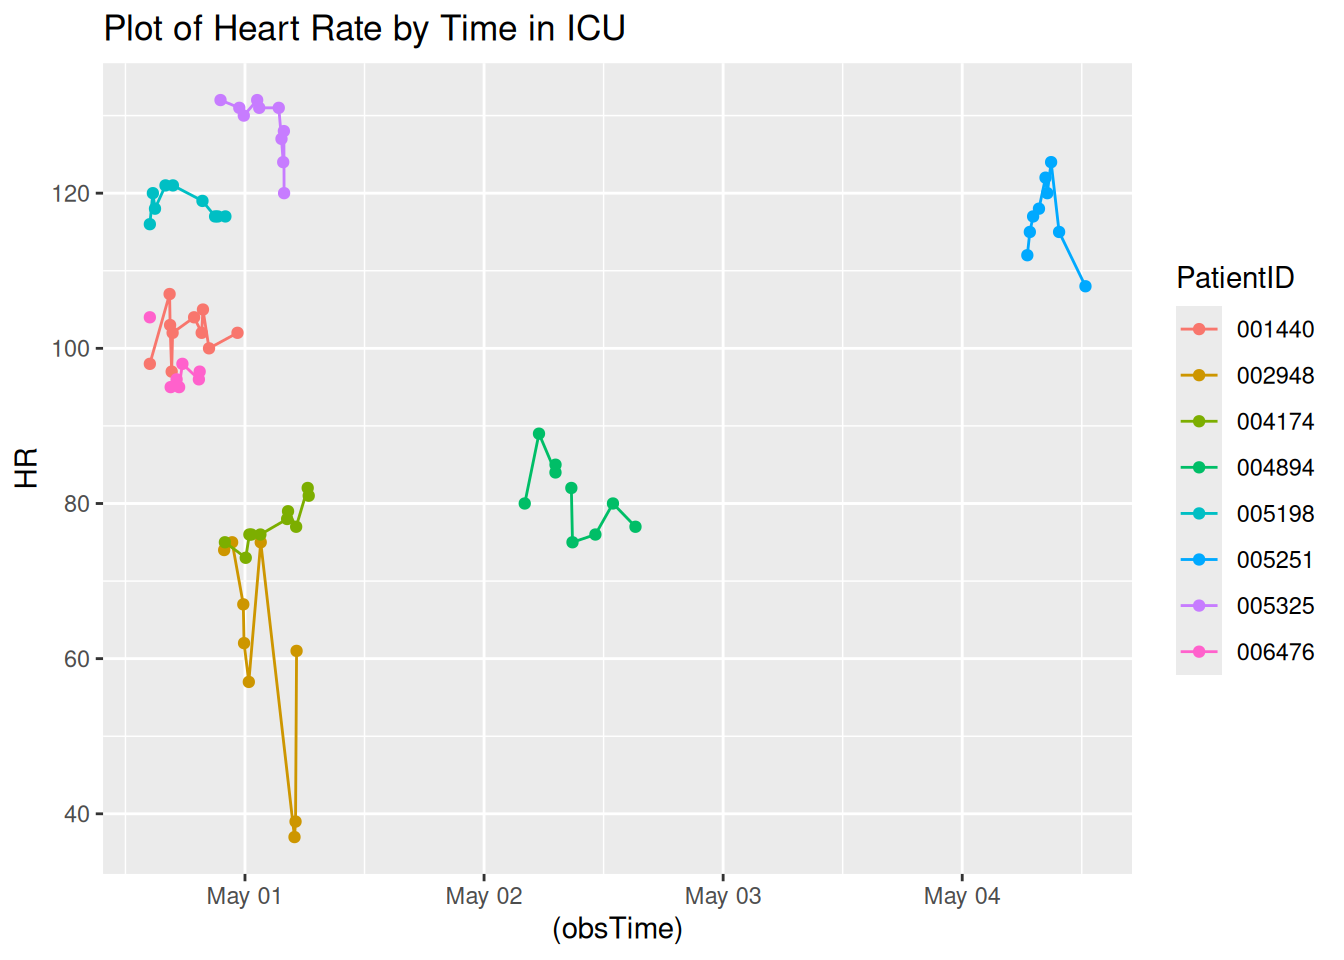 Plot of Heart Rate by Time in ICU
HR
120
100
80
60
40
May 01
May 02
May 03
May 04
(obsTime)
PatientID
001440
002948
004174
004894
005198
005251
005325
006476